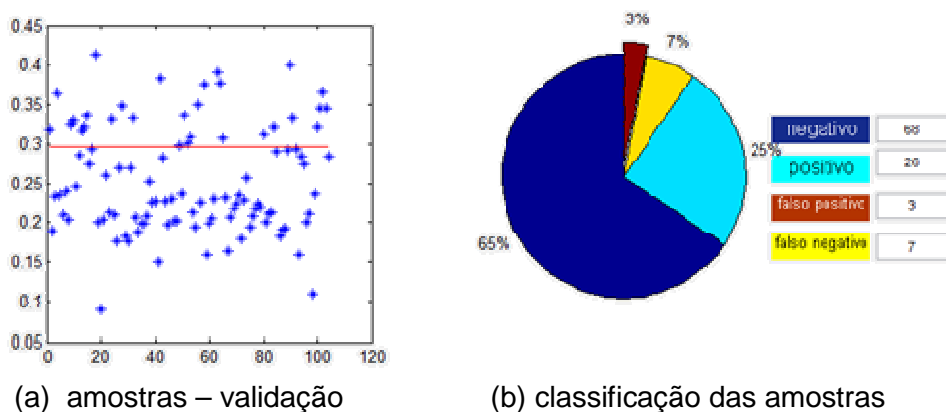 0.45
0.4
0.35
0.3
0.25
0.2
0.15
0.1
0.05
0 20 40 60 80 100 120
(a) amostras – validação
3%
7%
25%
65%
negativo 68
positivo
falso positivo 3
falso negativo 7
(b) classificação das amostras